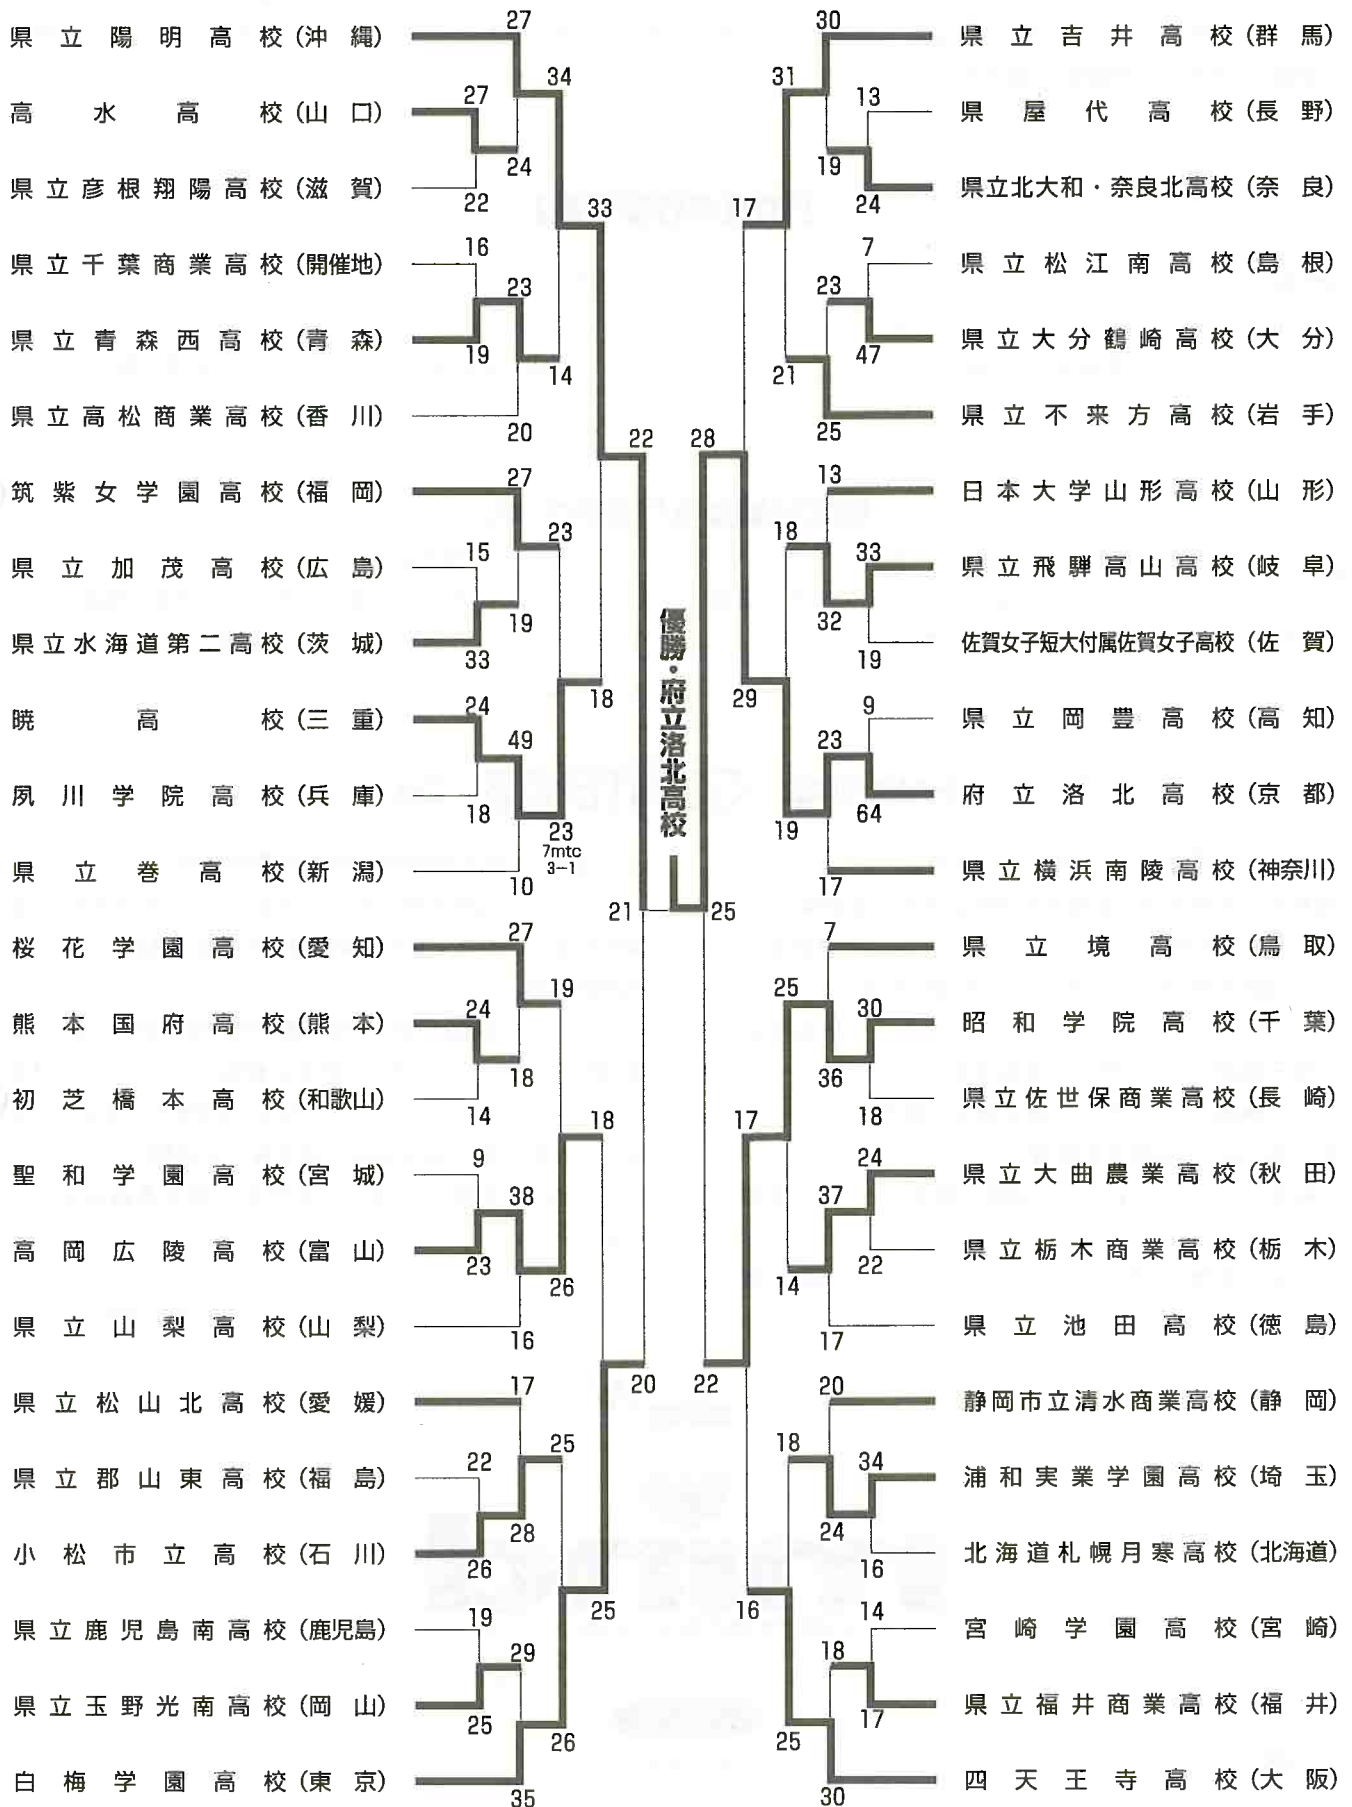 県立陽明高校(沖縄)
高水高校(山口)
県立彦根翔陽高校(滋賀)
県立千葉商業高校(開催地)
県立青森西高校(青森)
県立高松商業高校(香川)
筑紫女学園高校(福岡)
県立加茂高校(広島)
県立水海道第二高校(茨城)
暁高校(三重)
夙川学院高校(兵庫)
県立巻高校(新潟)
桜花学園高校(愛知)
熊本国府高校(熊本)
初芝橋本高校(和歌山)
聖和学園高校(宮城)
高岡広陵高校(富山)
県立山梨高校(山梨)
県立松山北高校(愛媛)
県立郡山東高校(福島)
小松市立高校(石川)
県立鹿児島南高校(鹿児島)
県立玉野光南高校(岡山)
白梅学園高校(東京)
27
27
24
22
16
23
19
20
27
15
19
33
24
49
18
10
27
24
18
14
9
38
23
16
17
22
28
26
19
29
25
35
34
14
23
23
7mtc
3-1
19
26
25
26
33
18
18
25
22
20
21
優勝・府立洛北高校
25
28
22
17
29
17
16
31
21
18
19
25
14
18
25
30
13
19
24
7
23
47
25
13
33
32
19
9
23
64
17
7
30
36
18
24
37
22
17
20
34
24
16
14
18
17
30
県立吉井高校(群馬)
県屋代高校(長野)
県立北大和・奈良北高校(奈良)
県立松江南高校(島根)
県立大分鶴崎高校(大分)
県立不来方高校(岩手)
日本大学山形高校(山形)
県立飛騨高山高校(岐阜)
佐賀女子短大付属佐賀女子高校(佐賀)
県立岡豊高校(高知)
府立洛北高校(京都)
県立横浜南陵高校(神奈川)
県立境高校(鳥取)
昭和学院高校(千葉)
県立佐世保商業高校(長崎)
県立大曲農業高校(秋田)
県立栃木商業高校(栃木)
県立池田高校(徳島)
静岡市立清水商業高校(静岡)
浦和実業学園高校(埼玉)
北海道札幌月寒高校(北海道)
宮崎学園高校(宮崎)
県立福井商業高校(福井)
四天王寺高校(大阪)